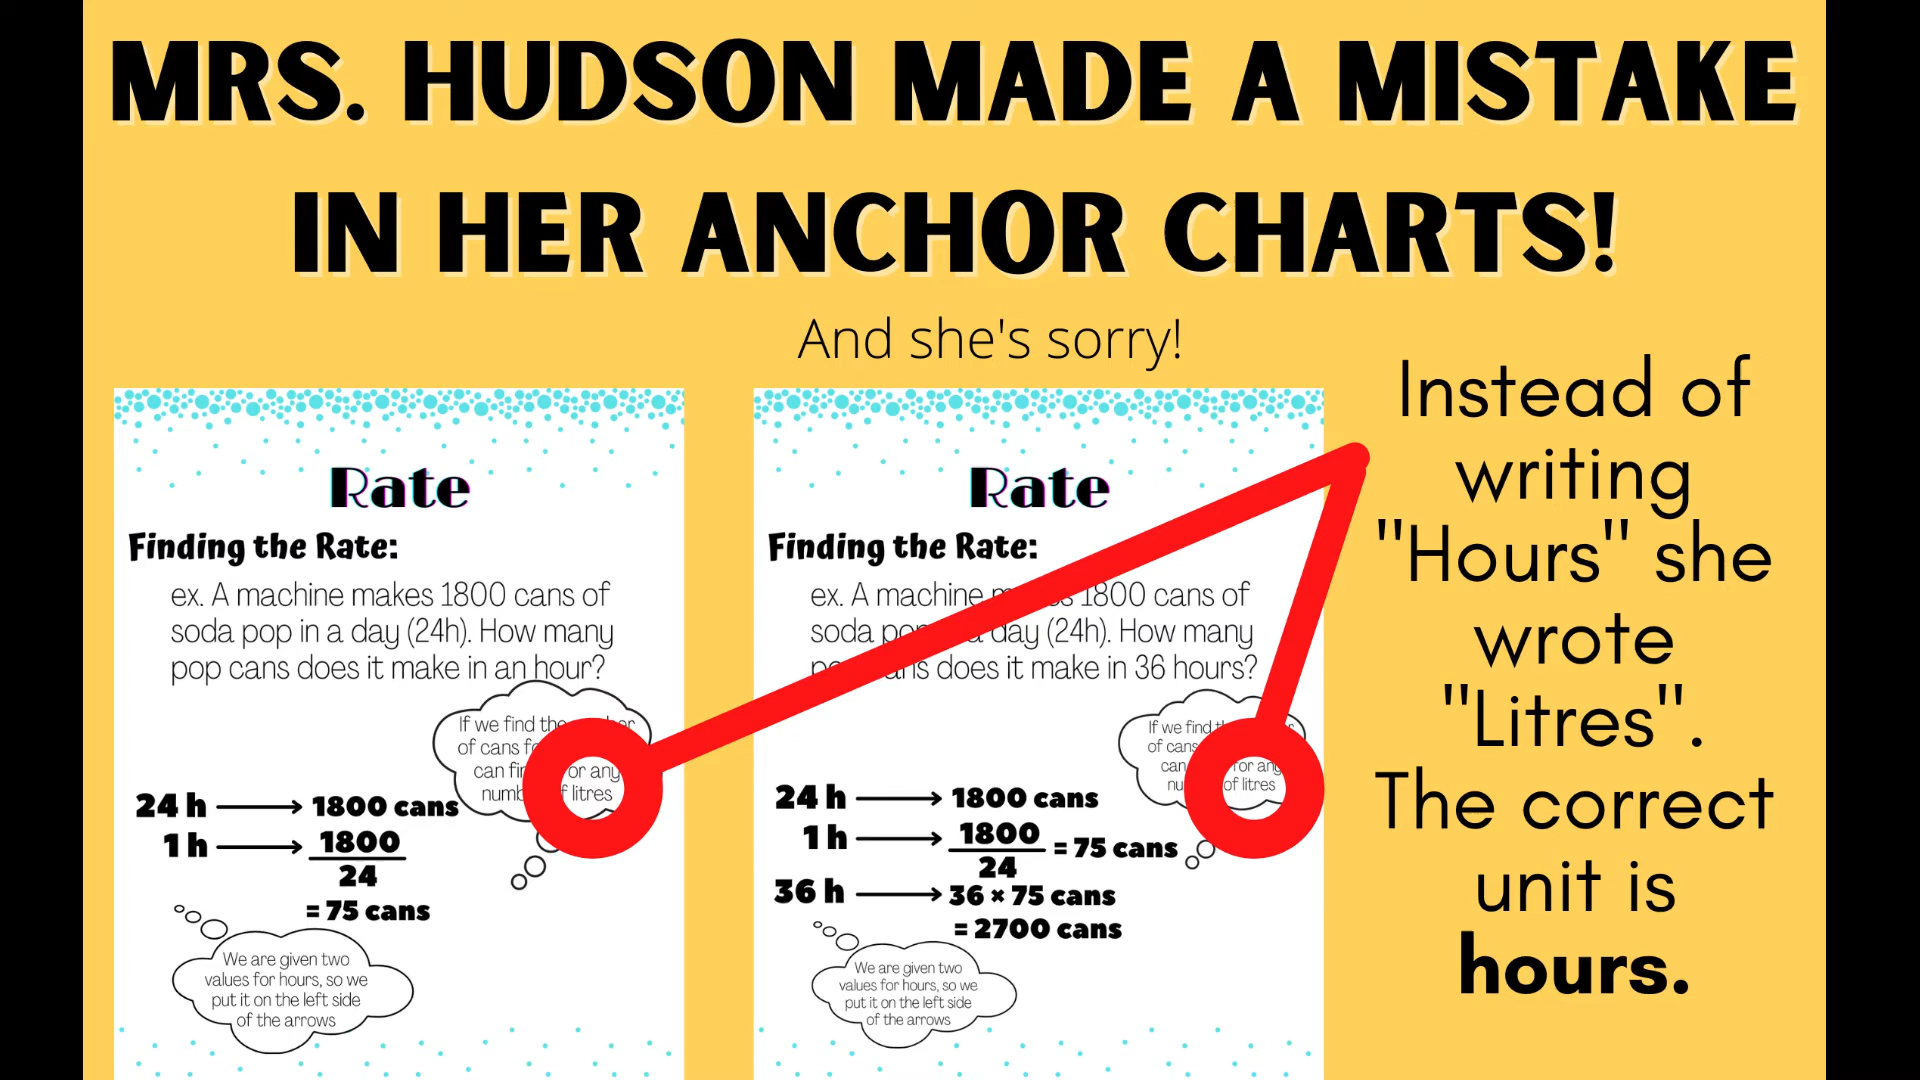 MRS. HUDSON MADE A MISTAKE
IN HER ANCHOR CHARTS!
And she's sorry!
Rate
Finding the Rate:
ex. A machine makes 1800 cans of
soda pop in a day (24h). How many
pop cans does it make in an hour?
If we find the
of cans
can or any
of litres
24 h 1800 cans
1 h 1800
24
= 75 cans
We are given two
values for hours, so we
put it on the left side
of the arrows
Rate
Finding the Rate:
ex. A machine 1800 cans of
soda day (24h). How many
does it make in 36 hours?
If we find
of cans
can for any
of litres
24 h 1800 cans
1 h 1800
24 = 75 cans
36 h 36 × 75 cans
= 2700 cans
We are given two
values for hours, so we
put it on the left side
of the arrows
Instead of
writing
"Hours" she
wrote
"Litres".
The correct
unit is
hours.